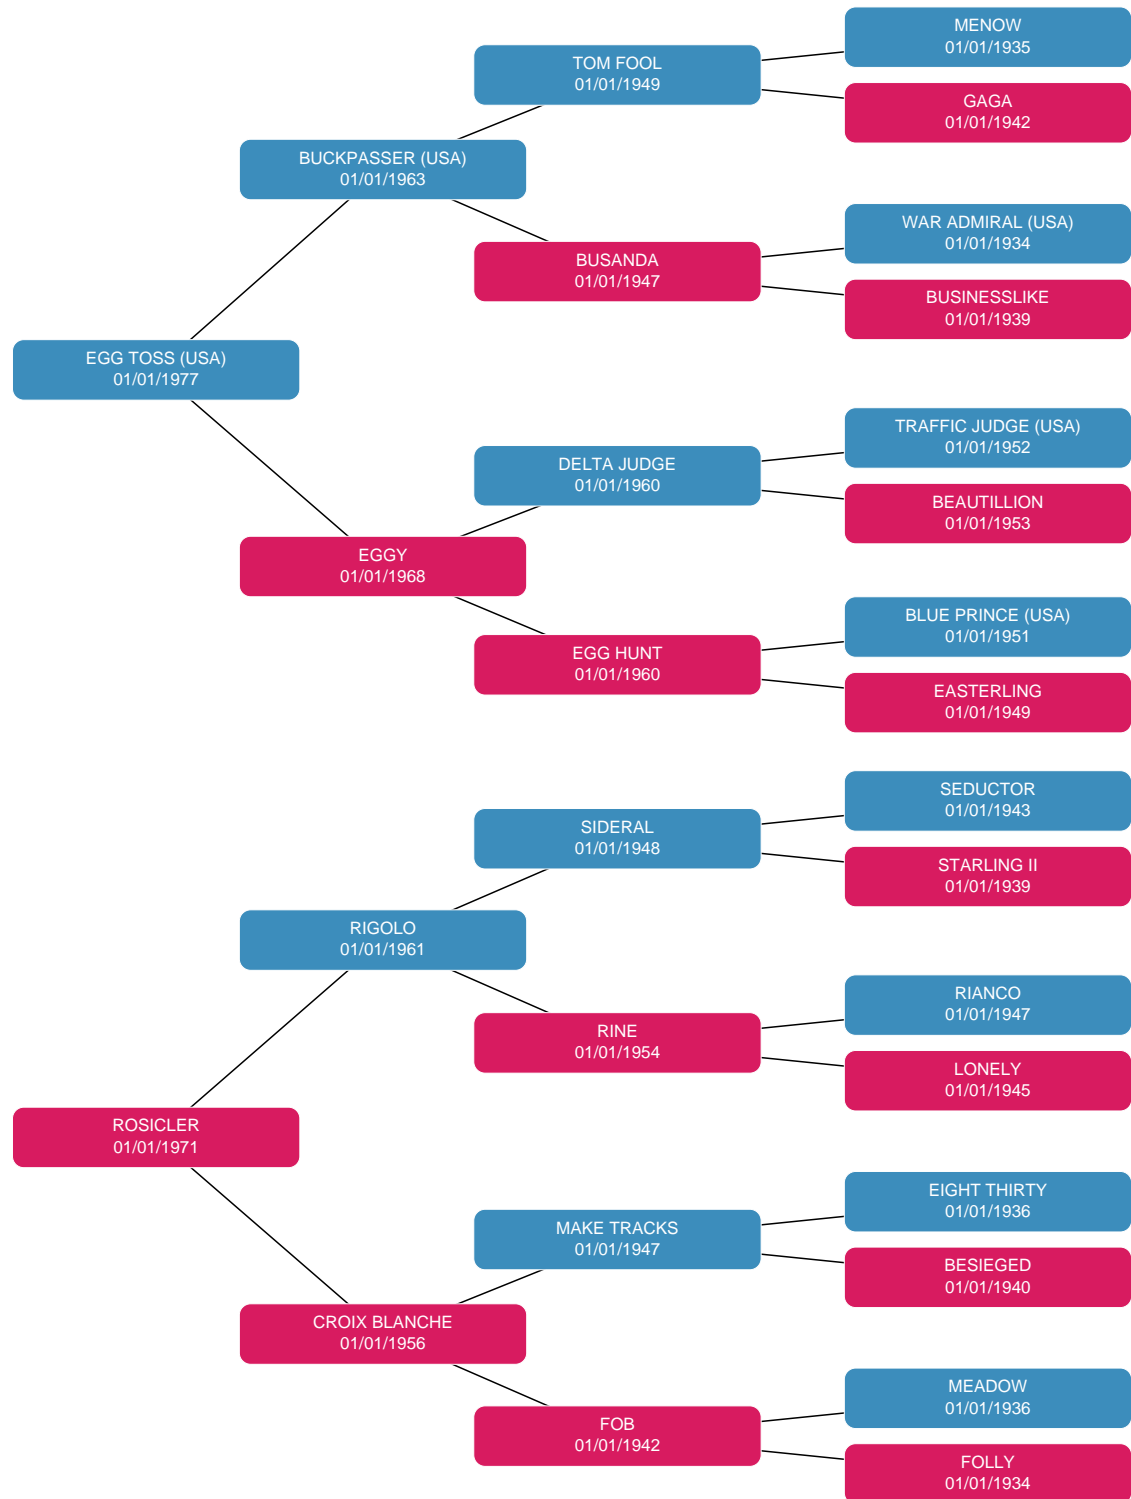 MENOW
01/01/1935
TOM FOOL
01/01/1949
GAGA
01/01/1942
BUCKPASSER (USA)
01/01/1963
WAR ADMIRAL (USA)
01/01/1934
BUSANDA
01/01/1947
BUSINESSLIKE
01/01/1939
EGG TOSS (USA)
01/01/1977
TRAFFIC JUDGE (USA)
01/01/1952
DELTA JUDGE
01/01/1960
BEAUTILLION
01/01/1953
EGGY
01/01/1968
BLUE PRINCE (USA)
01/01/1951
EGG HUNT
01/01/1960
EASTERLING
01/01/1949
SEDUCTOR
01/01/1943
SIDERAL
01/01/1948
STARLING II
01/01/1939
RIGOLO
01/01/1961
RIANCO
01/01/1947
RINE
01/01/1954
LONELY
01/01/1945
ROSICLER
01/01/1971
EIGHT THIRTY
01/01/1936
MAKE TRACKS
01/01/1947
BESIEGED
01/01/1940
CROIX BLANCHE
01/01/1956
MEADOW
01/01/1936
FOB
01/01/1942
FOLLY
01/01/1934